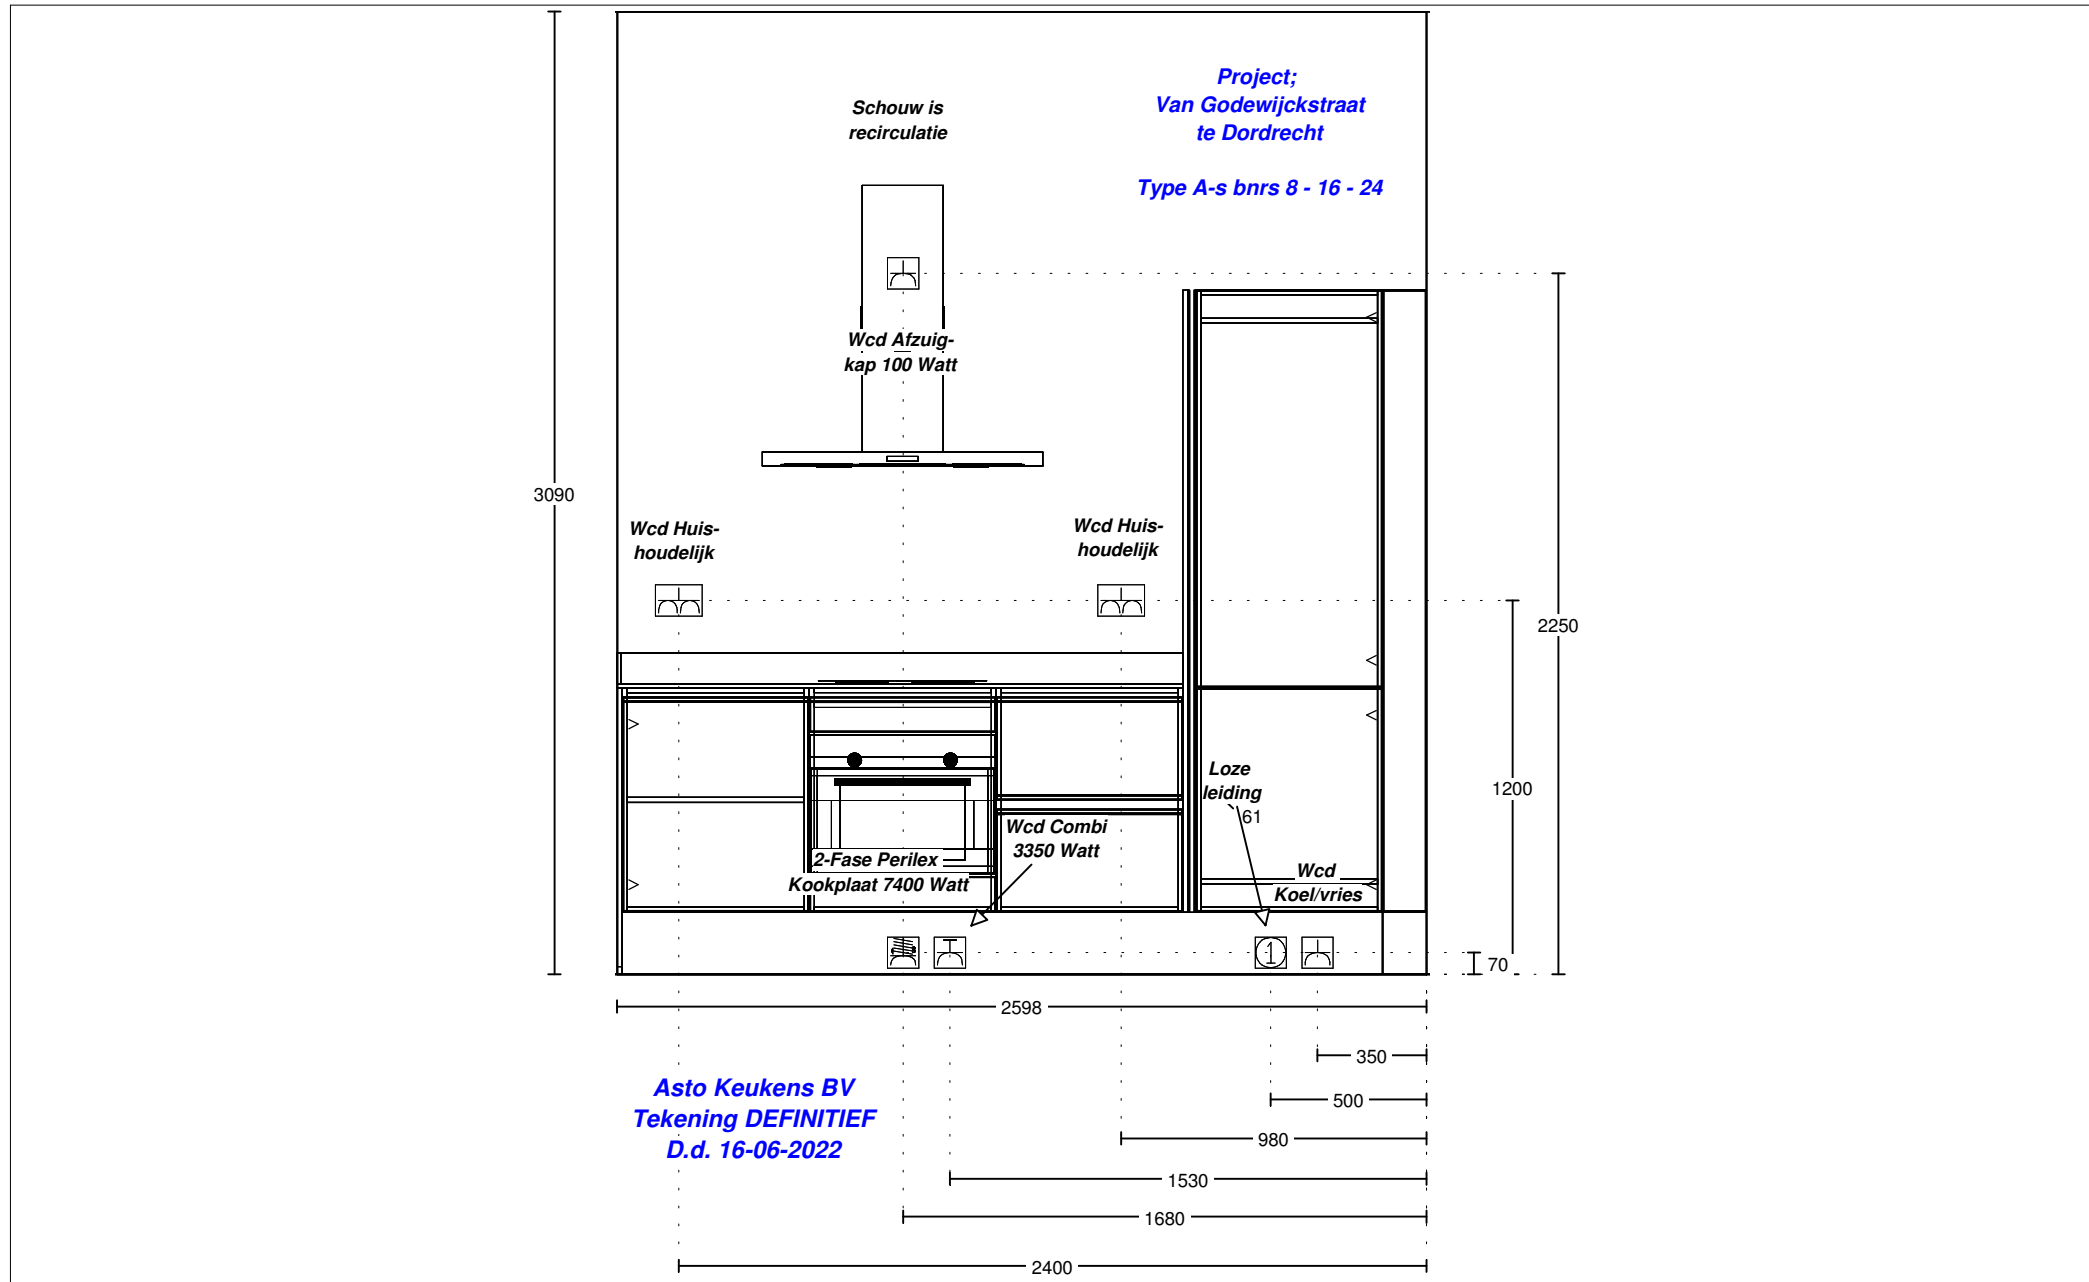 Project;
Van Godewijckstraat
te Dordrecht
Type A-s bnrs 8 - 16 - 24
Schouw is
recirculatie
Wcd Afzuig-
kap 100 Watt
3090
Wcd Huis-
houdelijk
Wcd Huis-
houdelijk
2250
1200
Loze
leiding
61
Wcd Combi
3350 Watt
2-Fase Perilex
Kookplaat 7400 Watt
Wcd
Koel/vries
1
70
2598
350
500
980
1530
1680
2400
Asto Keukens BV
Tekening DEFINITIEF
D.d. 16-06-2022